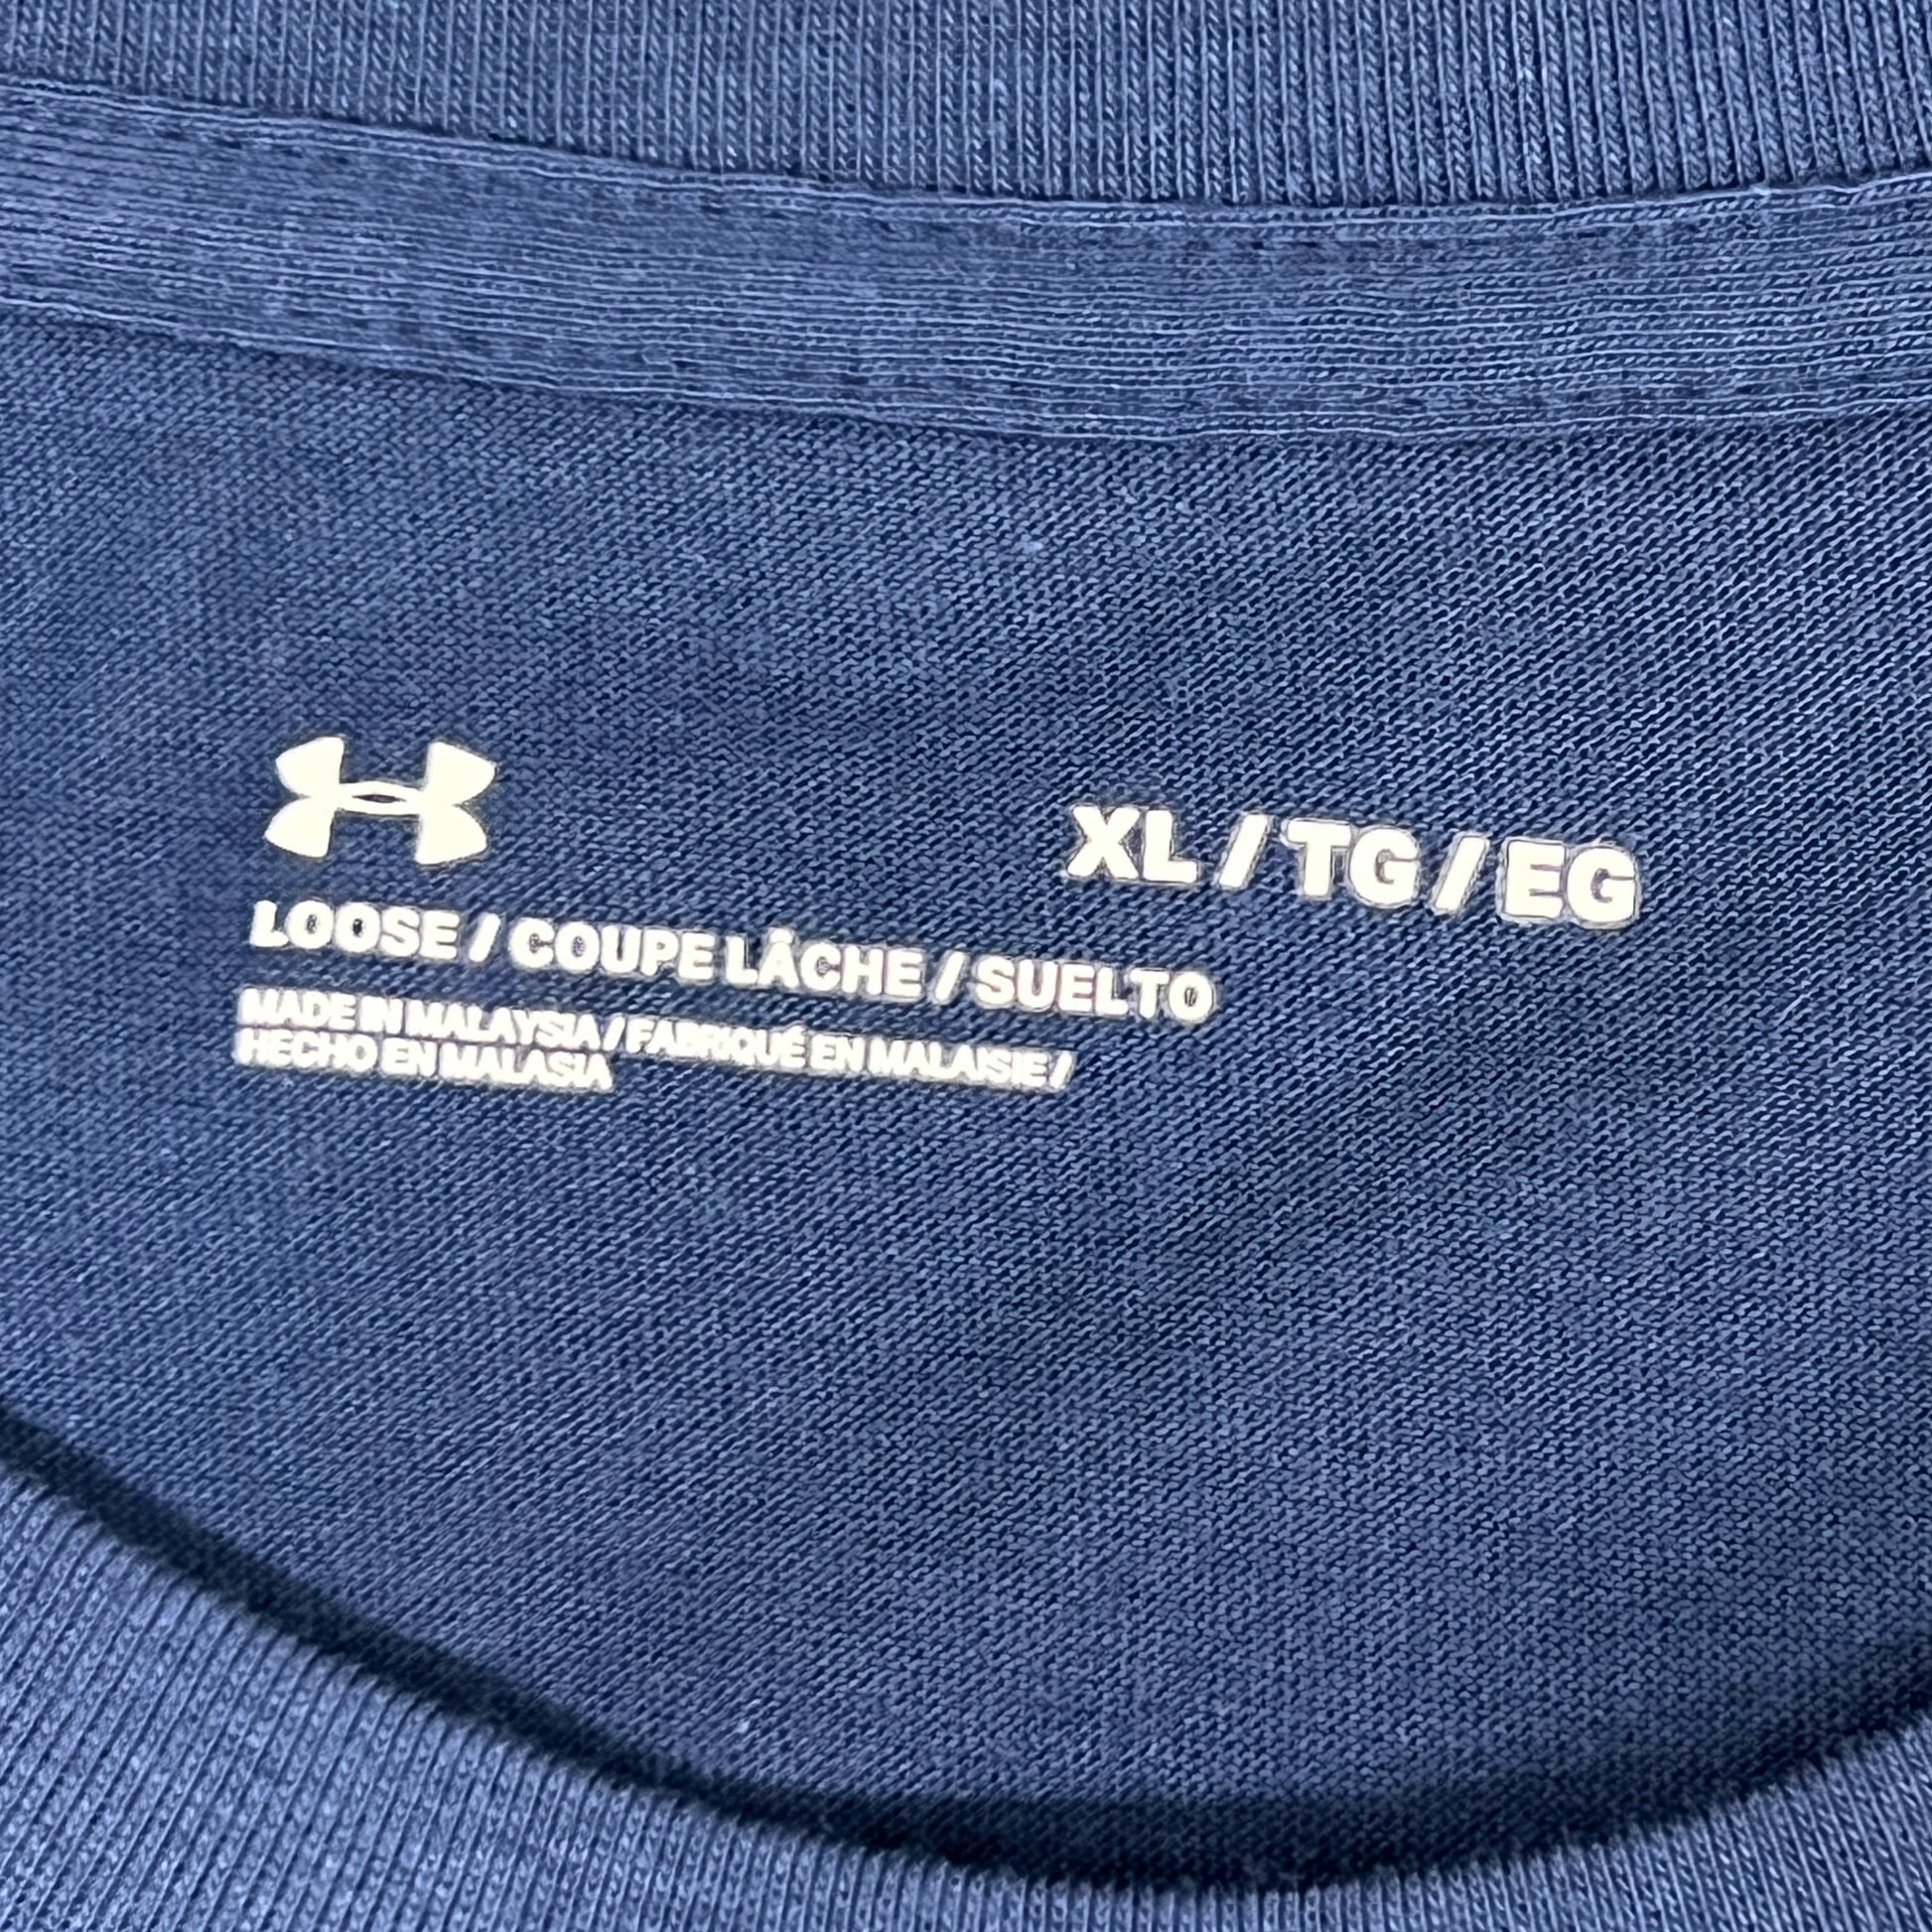 XL / TG / EG
LOOSE / COUPE LÂCHE / SUELTO
MADE IN MALAYSIA / FABRIQUÉ EN MALAISIE /
HECHO EN MALASIA